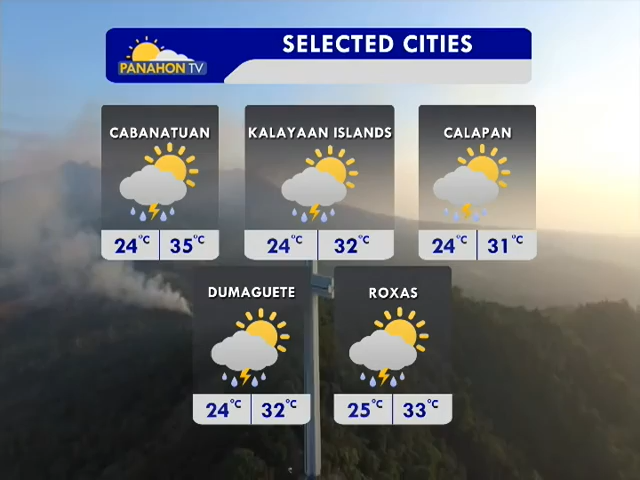 PANAHON TV
SELECTED CITIES
CABANATUAN
24°C 35°C
KALAYAAN ISLANDS
24°C 32°C
CALAPAN
24°C 31°C
DUMAGUETE
24°C 32°C
ROXAS
25°C 33°C